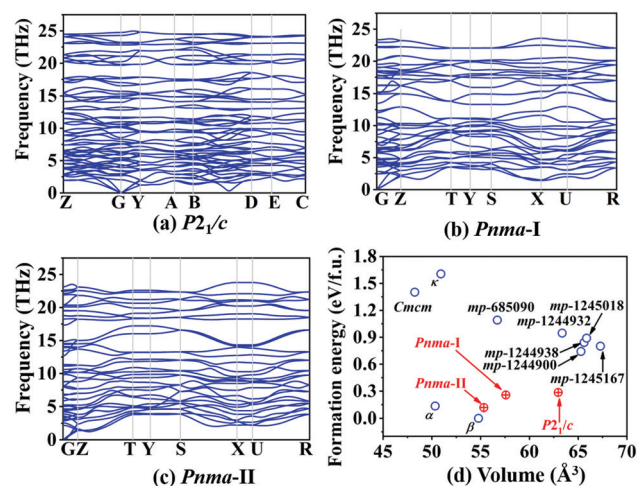 Frequency (THz)
25
20
15
10
5
0
Z G Y A B D E C
(a) P2₁/c
Frequency (THz)
25
20
15
10
5
0
G Z T Y S X U R
(b) Pnma-I
Frequency (THz)
25
20
15
10
5
0
G Z T Y S X U R
(c) Pnma-II
Formation energy (eV/f.u.)
1.8
1.5
1.2
0.9
0.6
0.3
0.0
κ
Cmcm
mp-685090
mp-1245018
mp-1244932
Pnma-I
mp-1244938
mp-1244900
mp-1245167
Pnma-II
α
β
P2₁/c
45 50 55 60 65 70
(d) Volume (Å³)